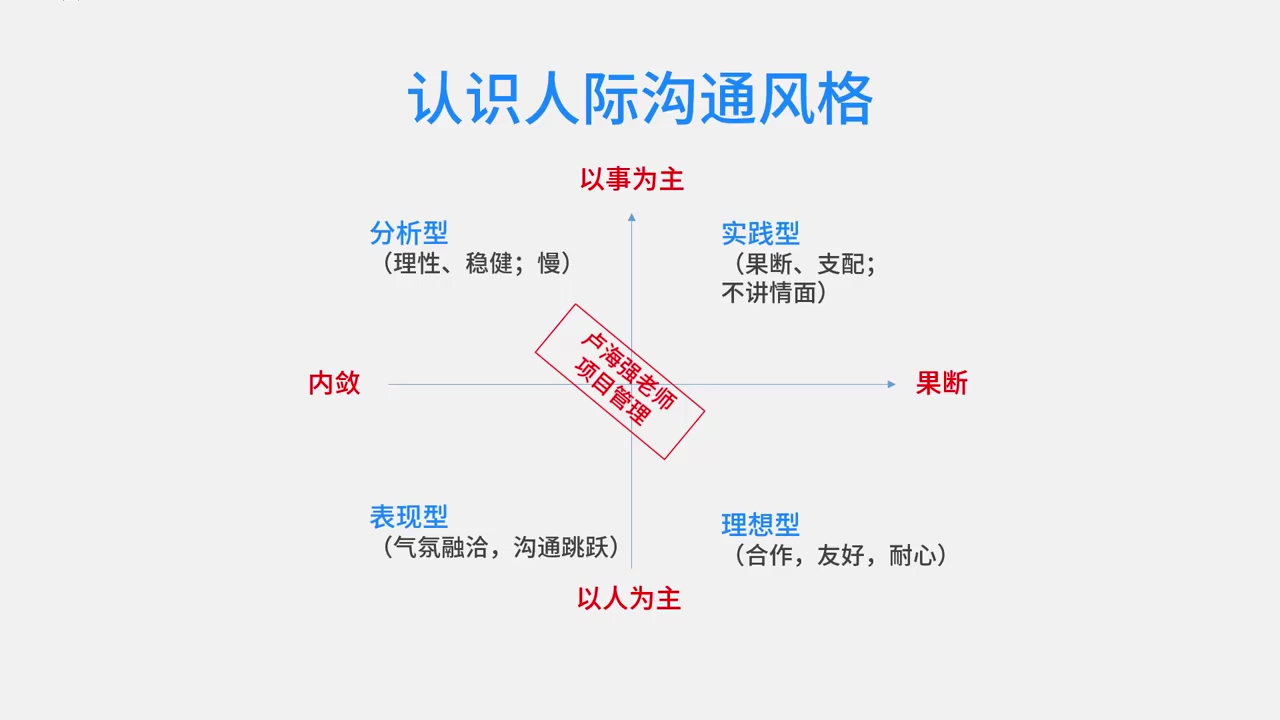 认识人际沟通风格
以事为主
分析型
（理性、稳健；慢）
实践型
（果断、支配；
不讲情面）
卢海强老师
项目管理
内敛
果断
表现型
（气氛融洽，沟通跳跃）
理想型
（合作，友好，耐心）
以人为主